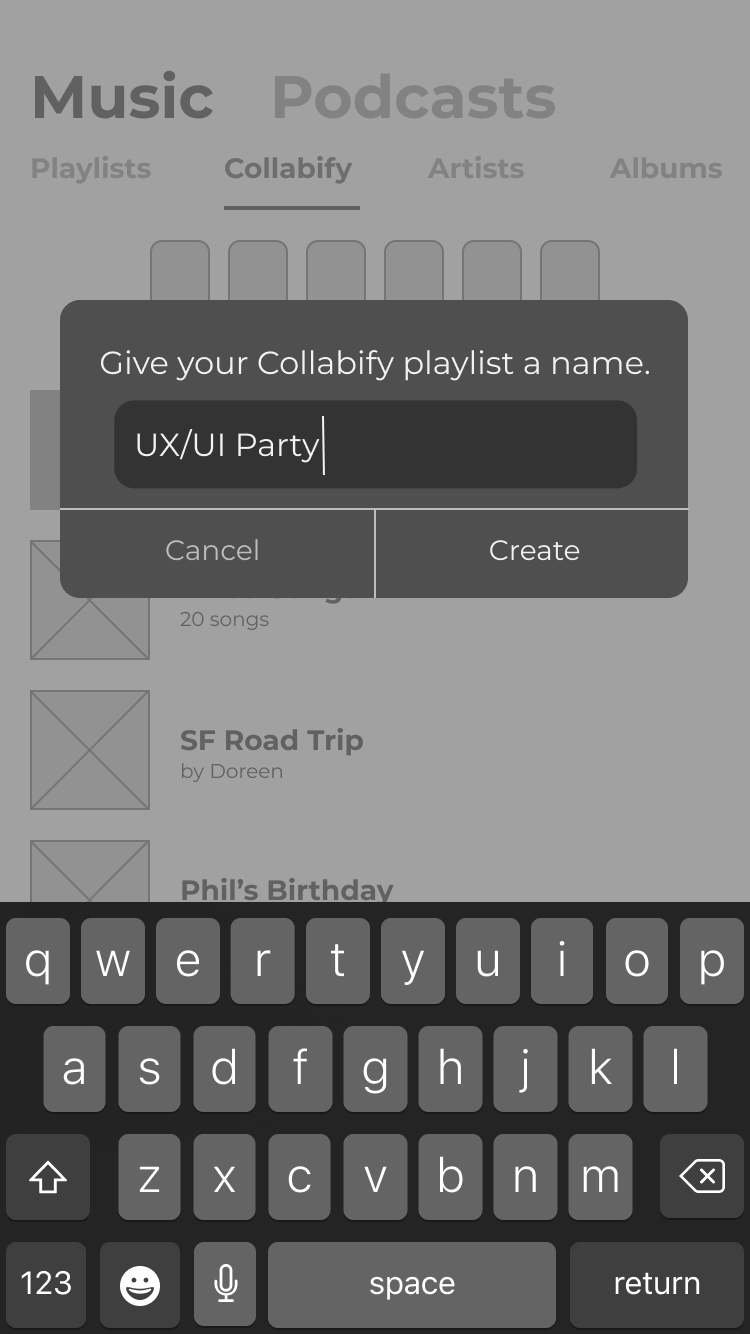 Music Podcasts
Playlists Collabify Artists Albums
Give your Collabify playlist a name.
UX/UI Party
Cancel Create
20 songs
SF Road Trip
by Doreen
Phil’s Birthday
q w e r t y u i o p
a s d f g h j k l
z x c v b n m
123 space return